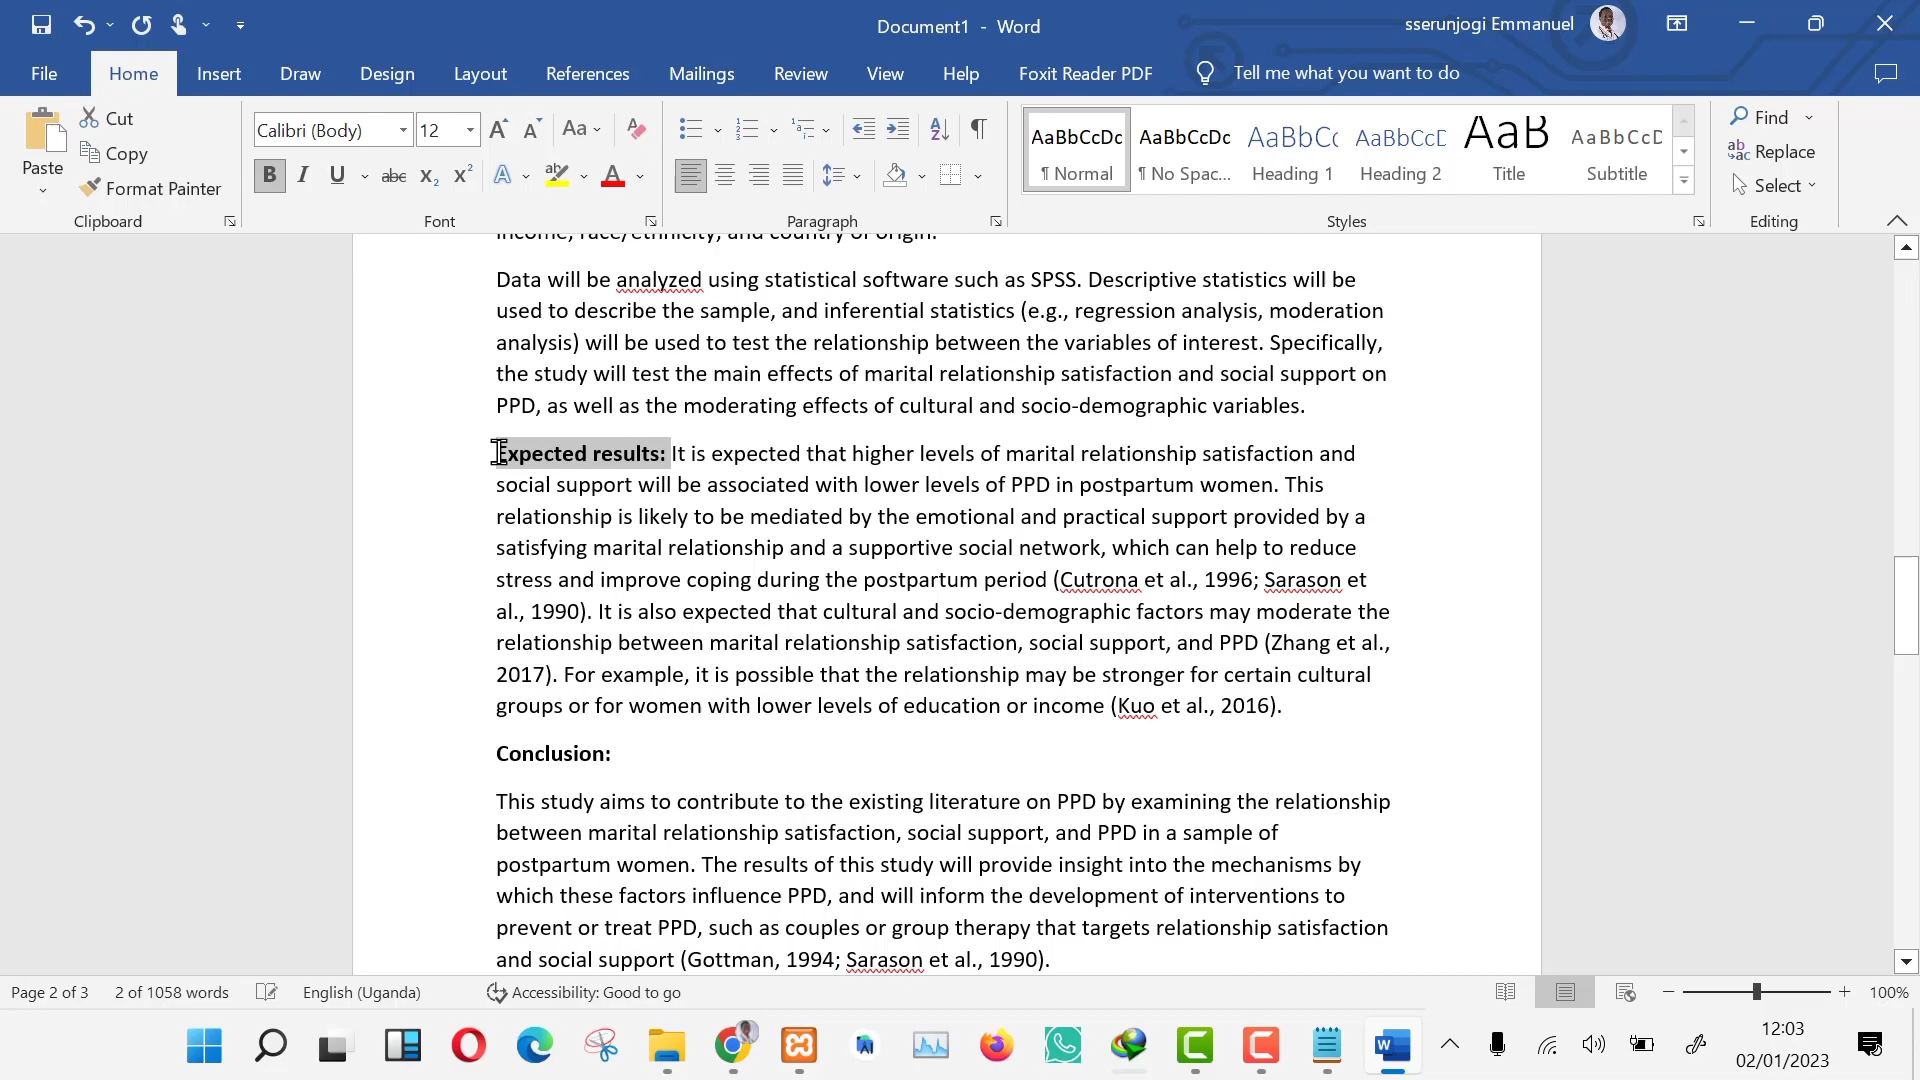 Document1 - Word
sserunjogi Emmanuel
File Home Insert Draw Design Layout References Mailings Review View Help Foxit Reader PDF Tell me what you want to do
Paste
Cut
Copy
Format Painter
Clipboard
Calibri (Body) 12
Font
Paragraph
AaBbCcDc AaBbCcDc AaBbCc AaBbCcD AaB AaBbCcD
¶ Normal ¶ No Spac... Heading 1 Heading 2 Title Subtitle
Styles
Find
Replace
Select
Editing
income, race/ethnicity, and country of origin.
Data will be analyzed using statistical software such as SPSS. Descriptive statistics will be
used to describe the sample, and inferential statistics (e.g., regression analysis, moderation
analysis) will be used to test the relationship between the variables of interest. Specifically,
the study will test the main effects of marital relationship satisfaction and social support on
PPD, as well as the moderating effects of cultural and socio-demographic variables.
Expected results: It is expected that higher levels of marital relationship satisfaction and
social support will be associated with lower levels of PPD in postpartum women. This
relationship is likely to be mediated by the emotional and practical support provided by a
satisfying marital relationship and a supportive social network, which can help to reduce
stress and improve coping during the postpartum period (Cutrona et al., 1996; Sarason et
al., 1990). It is also expected that cultural and socio-demographic factors may moderate the
relationship between marital relationship satisfaction, social support, and PPD (Zhang et al.,
2017). For example, it is possible that the relationship may be stronger for certain cultural
groups or for women with lower levels of education or income (Kuo et al., 2016).
Conclusion:
This study aims to contribute to the existing literature on PPD by examining the relationship
between marital relationship satisfaction, social support, and PPD in a sample of
postpartum women. The results of this study will provide insight into the mechanisms by
which these factors influence PPD, and will inform the development of interventions to
prevent or treat PPD, such as couples or group therapy that targets relationship satisfaction
and social support (Gottman, 1994; Sarason et al., 1990).
Page 2 of 3 2 of 1058 words English (Uganda) Accessibility: Good to go 100%
12:03
02/01/2023